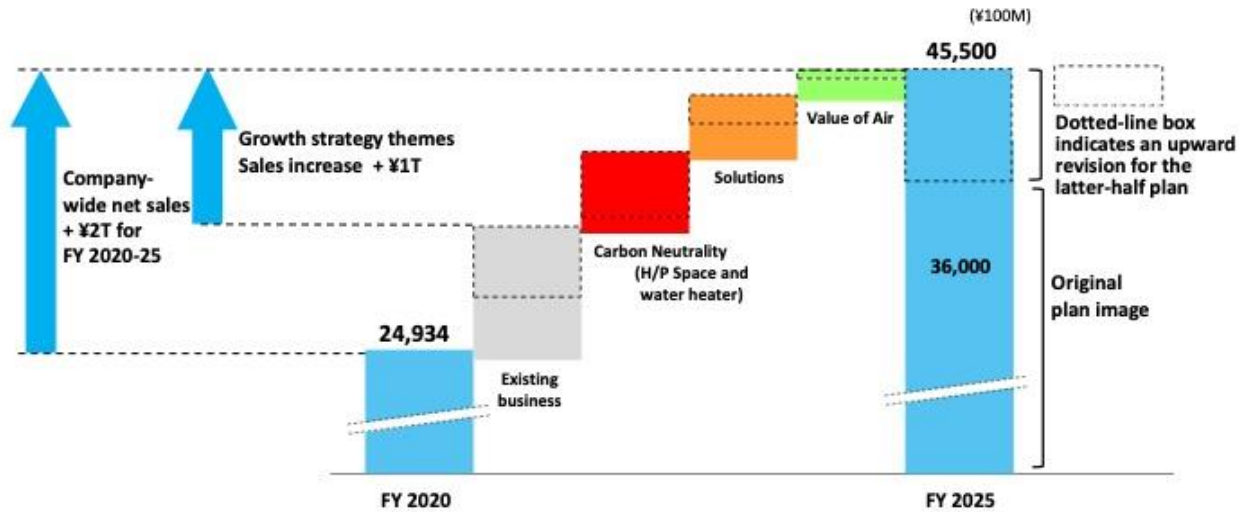 (¥100M)
45,500
Growth strategy themes
Sales increase + ¥1T
Company-
wide net sales
+ ¥2T for
FY 2020-25
Value of Air
Dotted-line box
indicates an upward
revision for the
latter-half plan
Solutions
Carbon Neutrality
(H/P Space and
water heater)
36,000
Original
plan image
24,934
Existing
business
FY 2020
FY 2025